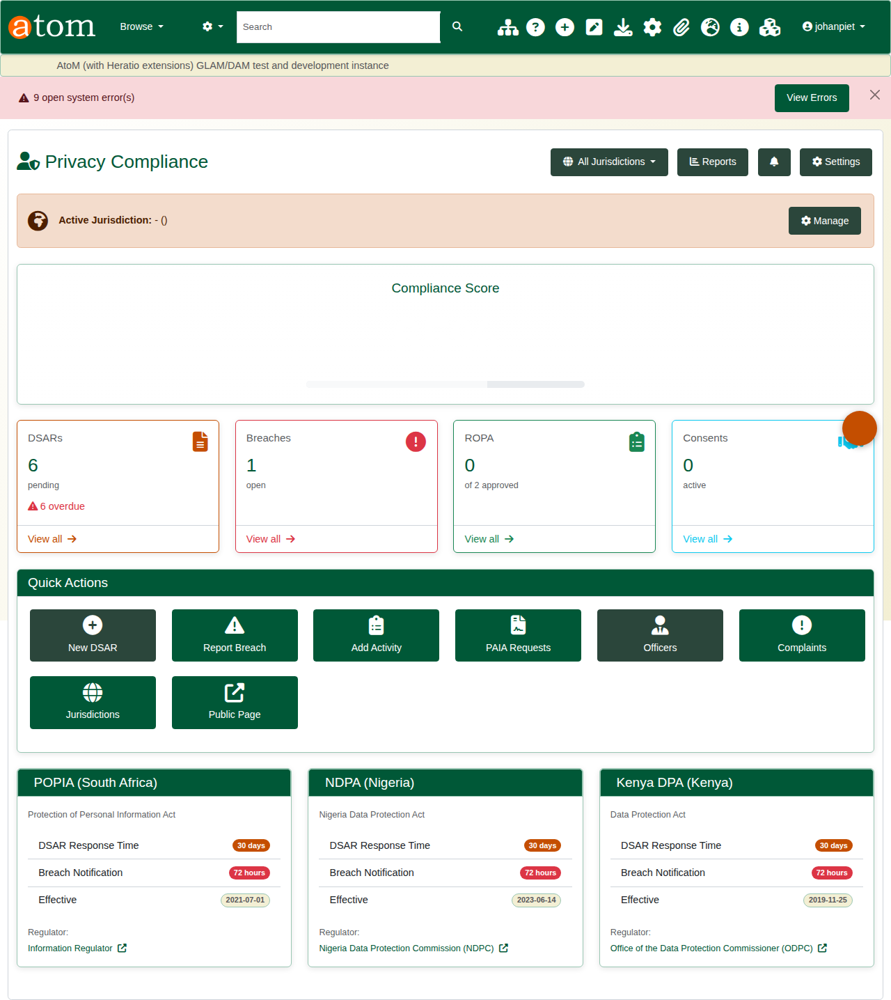 atom
Browse
Search
johanpiet
AtoM (with Heratio extensions) GLAM/DAM test and development instance
9 open system error(s)
View Errors
Privacy Compliance
All Jurisdictions
Reports
Settings
Active Jurisdiction: - ()
Manage
Compliance Score
DSARs
6
pending
6 overdue
View all
Breaches
1
open
View all
ROPA
0
of 2 approved
View all
Consents
0
active
View all
Quick Actions
New DSAR
Report Breach
Add Activity
PAIA Requests
Officers
Complaints
Jurisdictions
Public Page
POPIA (South Africa)
Protection of Personal Information Act
DSAR Response Time 30 days
Breach Notification 72 hours
Effective 2021-07-01
Regulator:
Information Regulator
NDPA (Nigeria)
Nigeria Data Protection Act
DSAR Response Time 30 days
Breach Notification 72 hours
Effective 2023-06-14
Regulator:
Nigeria Data Protection Commission (NDPC)
Kenya DPA (Kenya)
Data Protection Act
DSAR Response Time 30 days
Breach Notification 72 hours
Effective 2019-11-25
Regulator:
Office of the Data Protection Commissioner (ODPC)